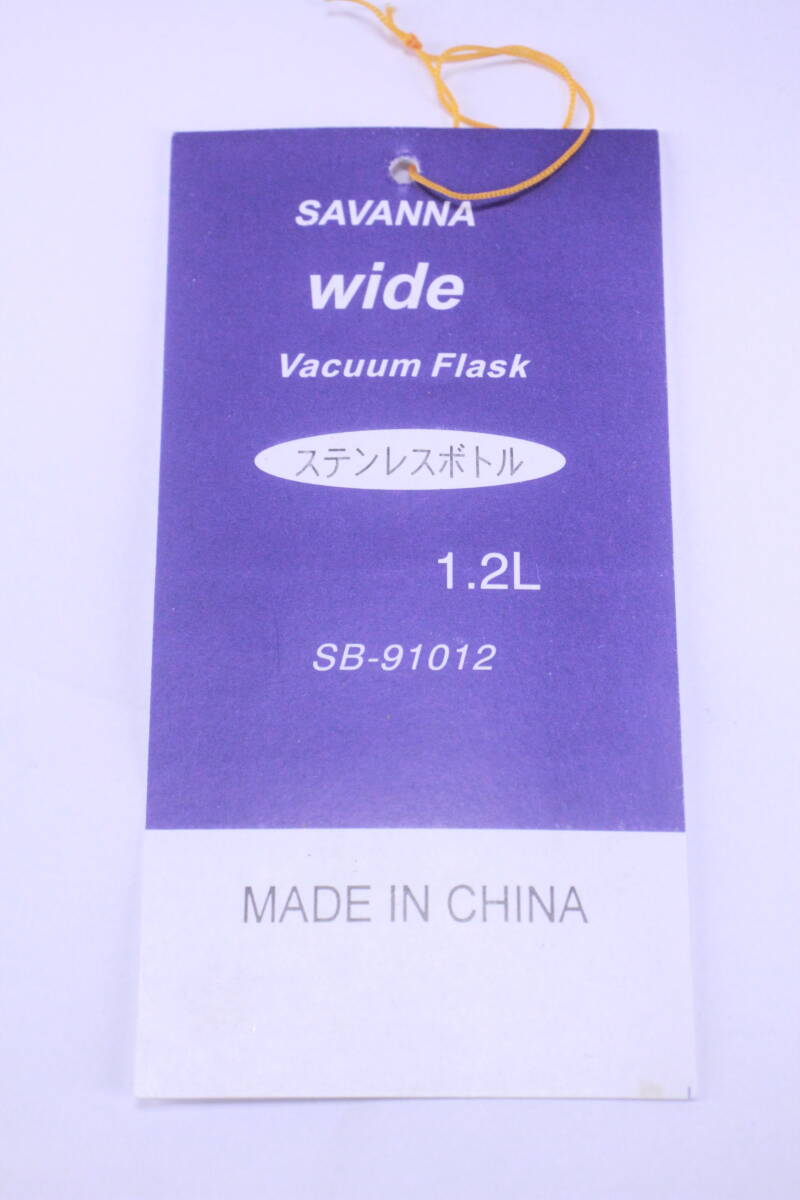 SAVANNA
wide
Vacuum Flask
ステンレスボトル
1.2L
SB-91012
MADE IN CHINA